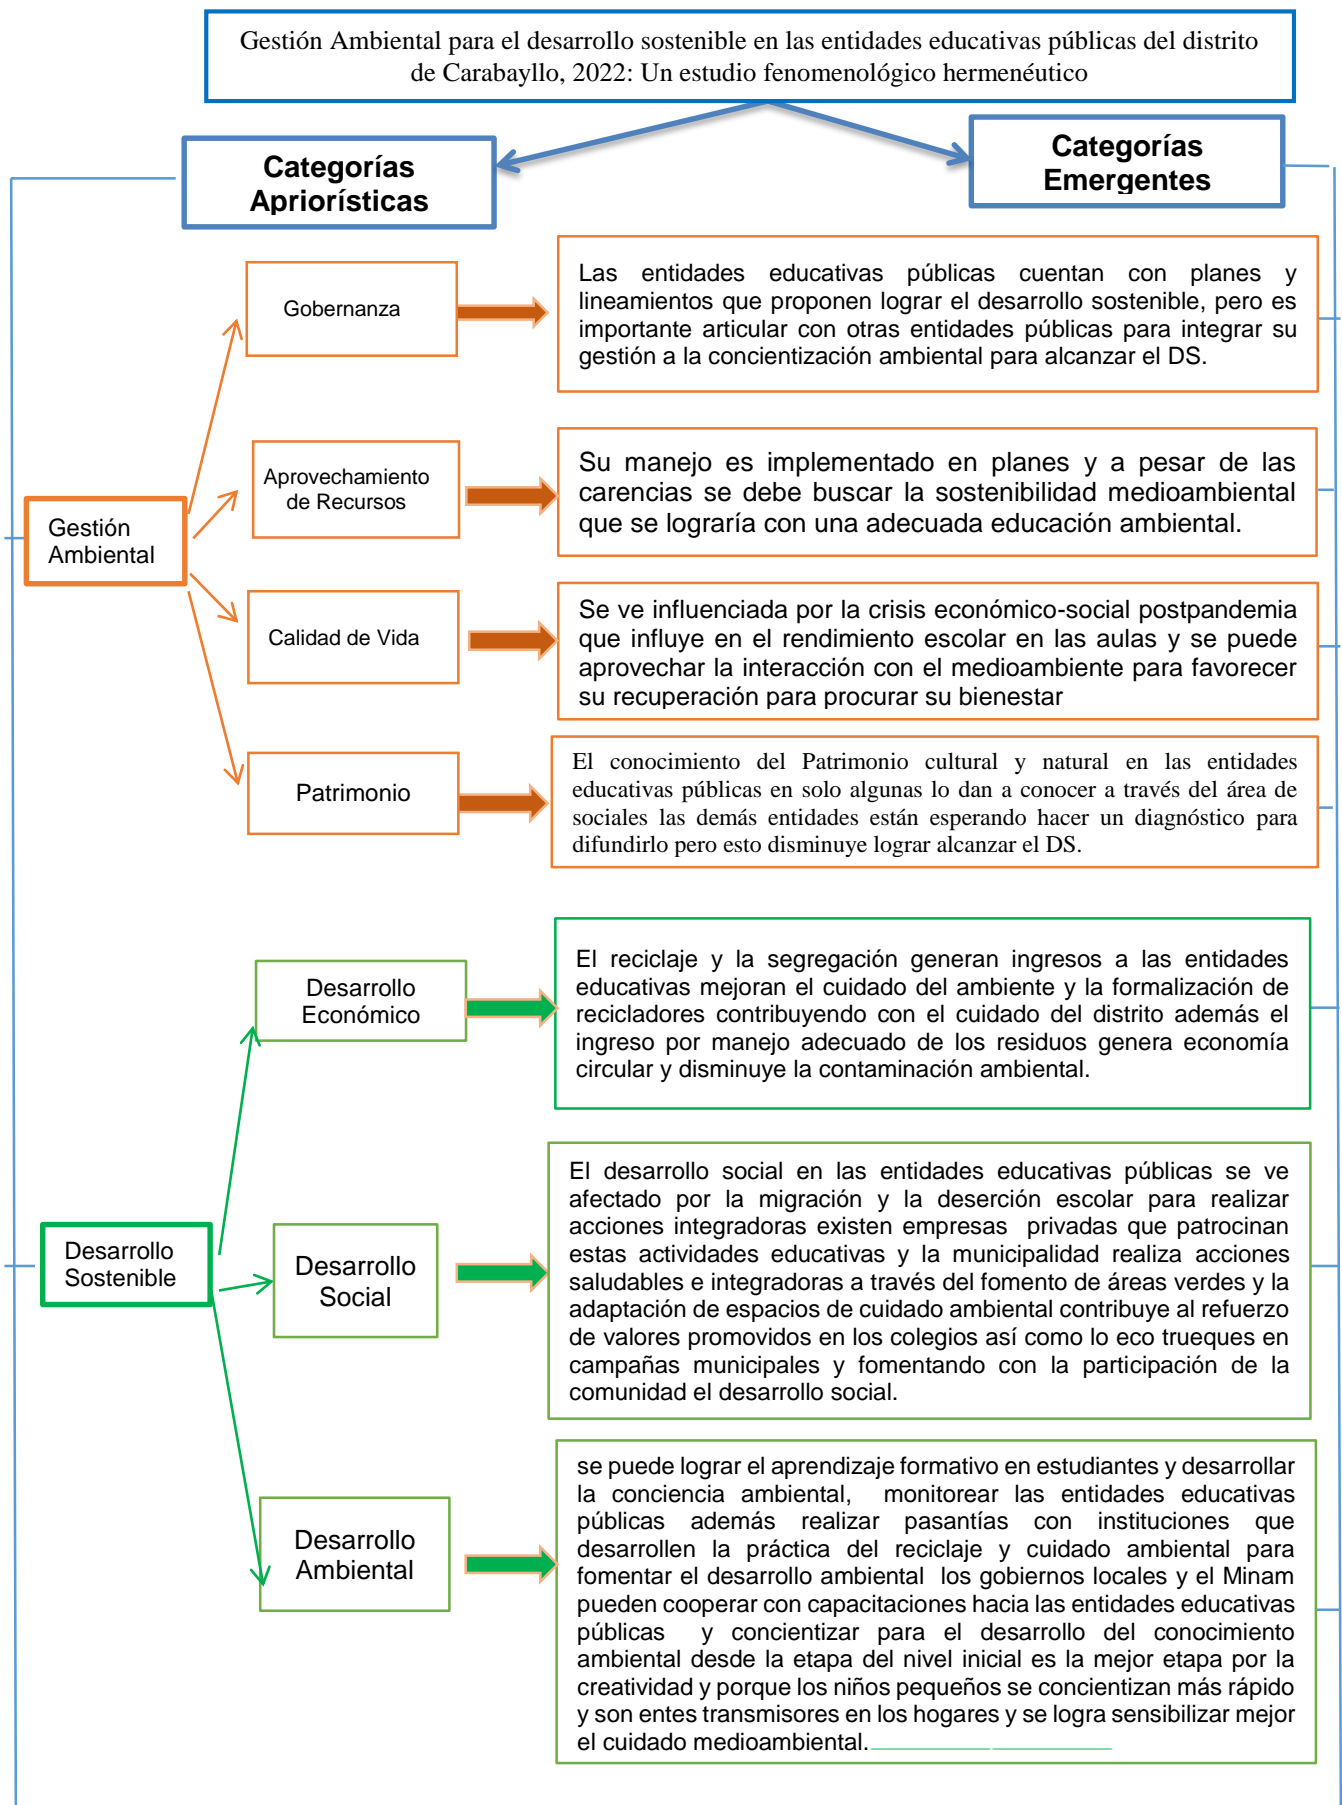 Gestión Ambiental para el desarrollo sostenible en las entidades educativas públicas del distrito
de Carabayllo, 2022: Un estudio fenomenológico hermenéutico
Categorías
Apriorísticas
Categorías
Emergentes
Gestión
Ambiental
Gobernanza
Las entidades educativas públicas cuentan con planes y
lineamientos que proponen lograr el desarrollo sostenible, pero es
importante articular con otras entidades públicas para integrar su
gestión a la concientización ambiental para alcanzar el DS.
Aprovechamiento
de Recursos
Su manejo es implementado en planes y a pesar de las
carencias se debe buscar la sostenibilidad medioambiental
que se lograría con una adecuada educación ambiental.
Calidad de Vida
Se ve influenciada por la crisis económico-social postpandemia
que influye en el rendimiento escolar en las aulas y se puede
aprovechar la interacción con el medioambiente para favorecer
su recuperación para procurar su bienestar
Patrimonio
El conocimiento del Patrimonio cultural y natural en las entidades
educativas públicas en solo algunas lo dan a conocer a través del área de
sociales las demás entidades están esperando hacer un diagnóstico para
difundirlo pero esto disminuye lograr alcanzar el DS.
Desarrollo
Sostenible
Desarrollo
Económico
El reciclaje y la segregación generan ingresos a las entidades
educativas mejoran el cuidado del ambiente y la formalización de
recicladores contribuyendo con el cuidado del distrito además el
ingreso por manejo adecuado de los residuos genera economía
circular y disminuye la contaminación ambiental.
Desarrollo
Social
El desarrollo social en las entidades educativas públicas se ve
afectado por la migración y la deserción escolar para realizar
acciones integradoras existen empresas privadas que patrocinan
estas actividades educativas y la municipalidad realiza acciones
saludables e integradoras a través del fomento de áreas verdes y la
adaptación de espacios de cuidado ambiental contribuye al refuerzo
de valores promovidos en los colegios así como lo eco trueques en
campañas municipales y fomentando con la participación de la
comunidad el desarrollo social.
Desarrollo
Ambiental
se puede lograr el aprendizaje formativo en estudiantes y desarrollar
la conciencia ambiental, monitorear las entidades educativas
públicas además realizar pasantías con instituciones que
desarrollen la práctica del reciclaje y cuidado ambiental para
fomentar el desarrollo ambiental los gobiernos locales y el Minam
pueden cooperar con capacitaciones hacia las entidades educativas
públicas y concientizar para el desarrollo del conocimiento
ambiental desde la etapa del nivel inicial es la mejor etapa por la
creatividad y porque los niños pequeños se concientizan más rápido
y son entes transmisores en los hogares y se logra sensibilizar mejor
el cuidado medioambiental.